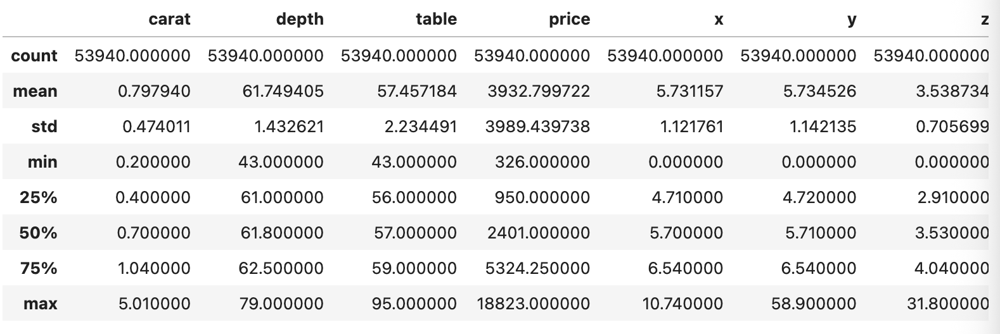 carat depth table price x y z
count 53940.000000 53940.000000 53940.000000 53940.000000 53940.000000 53940.000000 53940.000000
mean 0.797940 61.749405 57.457184 3932.799722 5.731157 5.734526 3.538734
std 0.474011 1.432621 2.234491 3989.439738 1.121761 1.142135 0.705699
min 0.200000 43.000000 43.000000 326.000000 0.000000 0.000000 0.000000
25% 0.400000 61.000000 56.000000 950.000000 4.710000 4.720000 2.910000
50% 0.700000 61.800000 57.000000 2401.000000 5.700000 5.710000 3.530000
75% 1.040000 62.500000 59.000000 5324.250000 6.540000 6.540000 4.040000
max 5.010000 79.000000 95.000000 18823.000000 10.740000 58.900000 31.800000